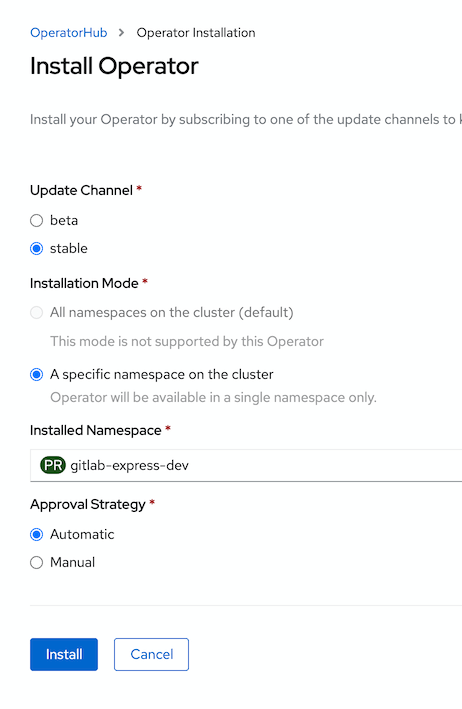 OperatorHub > Operator Installation
Install Operator
Install your Operator by subscribing to one of the update channels to
Update Channel *
beta
stable
Installation Mode *
All namespaces on the cluster (default)
This mode is not supported by this Operator
A specific namespace on the cluster
Operator will be available in a single namespace only.
Installed Namespace *
PR gitlab-express-dev
Approval Strategy *
Automatic
Manual
Install Cancel